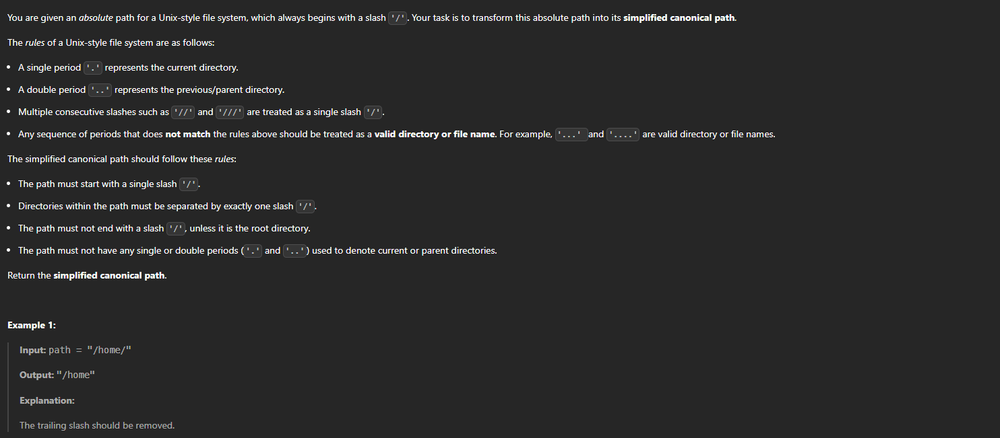 You are given an absolute path for a Unix-style file system, which always begins with a slash '/'. Your task is to transform this absolute path into its simplified canonical path.
The rules of a Unix-style file system are as follows:
• A single period '.' represents the current directory.
• A double period '..' represents the previous/parent directory.
• Multiple consecutive slashes such as '//' and '///' are treated as a single slash '/'.
• Any sequence of periods that does not match the rules above should be treated as a valid directory or file name. For example, '...' and '....' are valid directory or file names.
The simplified canonical path should follow these rules:
• The path must start with a single slash '/'.
• Directories within the path must be separated by exactly one slash '/'.
• The path must not end with a slash '/', unless it is the root directory.
• The path must not have any single or double periods ('.' and '..') used to denote current or parent directories.
Return the simplified canonical path.
Example 1:
Input: path = "/home/"
Output: "/home"
Explanation:
The trailing slash should be removed.